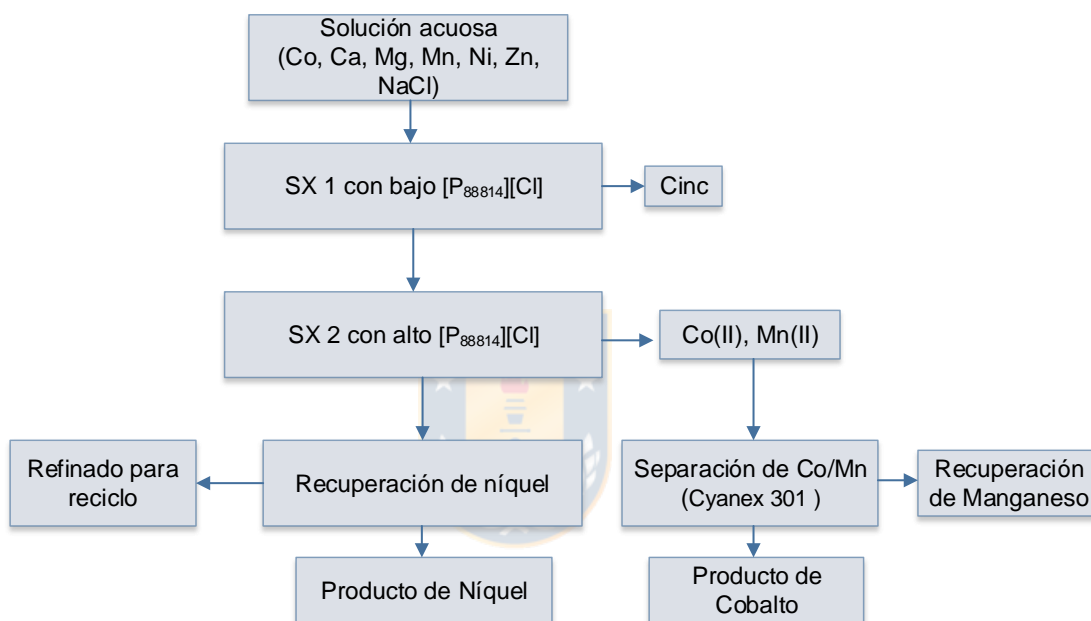 Solución acuosa
(Co, Ca, Mg, Mn, Ni, Zn,
NaCl)
SX 1 con bajo [P₈₈₈₁₄][Cl]
Cinc
SX 2 con alto [P₈₈₈₁₄][Cl]
Co(II), Mn(II)
Refinado para
reciclo
Recuperación de níquel
Separación de Co/Mn
(Cyanex 301 )
Recuperación
de Manganeso
Producto de Níquel
Producto de
Cobalto